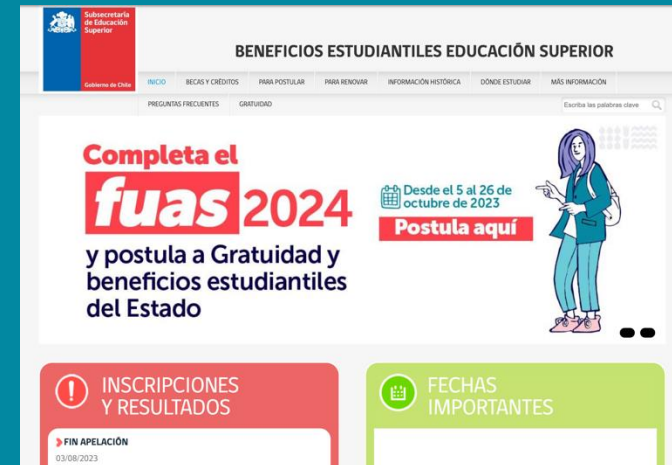 Subsecretaría
de Educación
Superior
Gobierno de Chile
BENEFICIOS ESTUDIANTILES EDUCACIÓN SUPERIOR
INICIO BECAS Y CRÉDITOS PARA POSTULAR PARA RENOVAR INFORMACIÓN HISTÓRICA DÓNDE ESTUDIAR MÁS INFORMACIÓN
PREGUNTAS FRECUENTES GRATUIDAD
Escriba las palabras clave
Completa el
fuas 2024
y postula a Gratuidad y
beneficios estudiantiles
del Estado
Desde el 5 al 26 de
octubre de 2023
Postula aquí
INSCRIPCIONES
Y RESULTADOS
FIN APELACIÓN
03/08/2023
FECHAS
IMPORTANTES